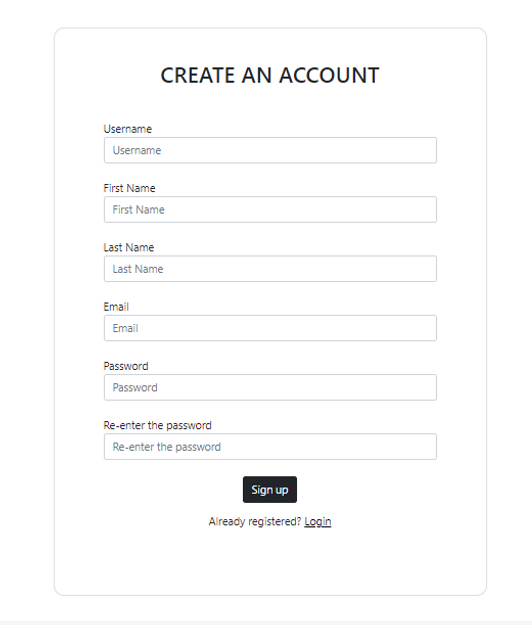 CREATE AN ACCOUNT
Username
Username
First Name
First Name
Last Name
Last Name
Email
Email
Password
Password
Re-enter the password
Re-enter the password
Sign up
Already registered? Login